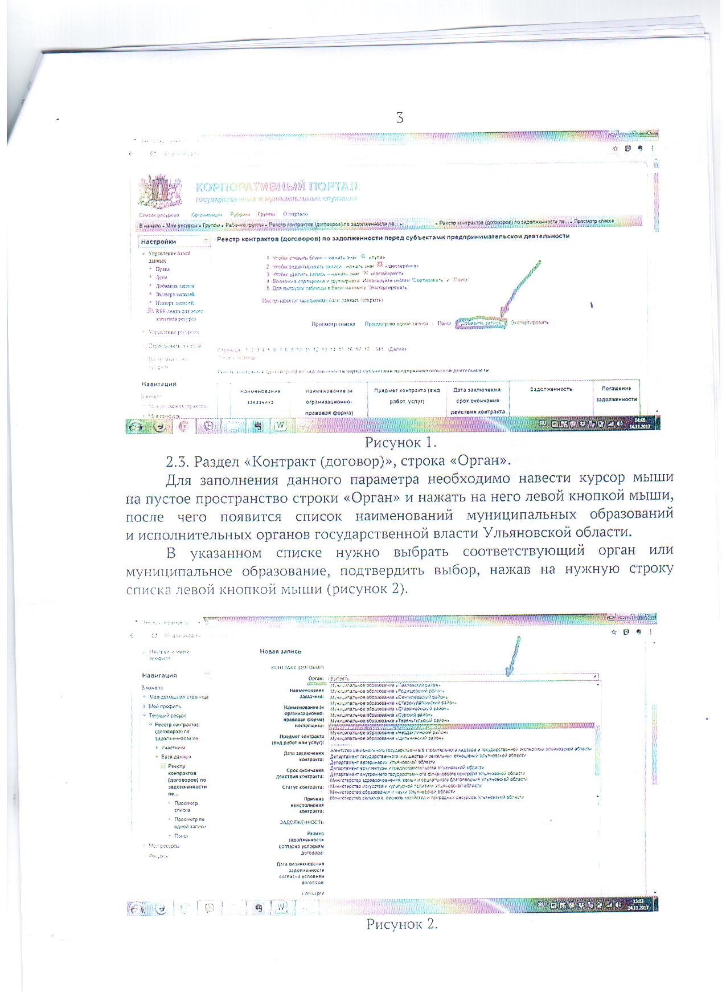 3
КОРПОРАТИВНЫЙ ПОРТАЛ
государственных и муниципальных служащих
Список ресурсов Организации Рубрики Группы О портале
В начало • Мои ресурсы • Группы • Рабочие группы • Реестр контрактов (договоров) по задолженности пе... • • Реестр контрактов (договоров) по задолженности пе... • Просмотр списка
Настройки
Управление базой
данных
Права
Логи
Добавить запись
Экспорт записей
Импорт записей
RSS-лента для этого
элемента ресурса
Управление ресурсом
Навигация
В начало
Моя домашняя страница
Мой профиль
Реестр контрактов (договоров) по задолженности перед субъектами предпринимательской деятельности
1 Чтобы открыть бланк - нажать знак «лупа»
2 Чтобы редактировать записи - нажать знак «шестеренка»
3 Чтобы удалить запись - нажать знак «косой крест»
4 Возможна сортировка и группировка. Используйте кнопки "Сортировать" и "Поиск"
5 Для выгрузки таблицы в Excel нажмите "Экспортировать"
Инструкция по заполнению базы данных (открыть)
Просмотр списка Просмотр по одной записи Поиск Добавить запись Экспортировать
Страница: 1 2 3 4 5 6 7 8 9 10 11 12 13 14 15 16 17 18 ...341 (Далее)
Реестр контрактов (договоров) по задолженности перед субъектами предпринимательской деятельности
Наименование
заказчика
Наименование (и
огранизационно-
правовая форма)
Предмет контракта (вид
работ, услуг)
Дата заключения
срок окончания
действия контракта
Задолженность
Погашение
задолженности
RU
14:48
14.11.2017
Рисунок 1.
2.3. Раздел «Контракт (договор)», строка «Орган».
Для заполнения данного параметра необходимо навести курсор мыши
на пустое пространство строки «Орган» и нажать на него левой кнопкой мыши,
после чего появится список наименований муниципальных образований
и исполнительных органов государственной власти Ульяновской области.
В указанном списке нужно выбрать соответствующий орган или
муниципальное образование, подтвердить выбор, нажав на нужную строку
списка левой кнопкой мыши (рисунок 2).
Настройки моего
профиля
Навигация
В начало
Моя домашняя страница
Мой профиль
Текущий ресурс
Реестр контрактов
(договоров) по
задолженности пе
Участники
База данных
Реестр
контрактов
(договоров) по
задолженности
пе...
Просмотр
списка
Просмотр по
одной записи
Поиск
Мои ресурсы
Ресурсы
Новая запись
КОНТРАКТ (ДОГОВОР)
Орган:
Выбрать...
Муниципальное образование «Павловский район»
Муниципальное образование «Радищевский район»
Муниципальное образование «Сенгилеевский район»
Муниципальное образование «Старокулаткинский район»
Муниципальное образование «Старомайнский район»
Муниципальное образование «Сурский район»
Муниципальное образование «Тереньгульский район»
Муниципальное образование «Чердаклинский район»
Муниципальное образование «Цильнинский район»
--------------
Агентство регионального государственного строительного надзора и государственной экспертизы Ульяновской области
Департамент государственного имущества и земельных отношений Ульяновской области
Департамент ветеринарии Ульяновской области
Департамент архитектуры и градостроительства Ульяновской области
Департамент внутреннего государственного финансового контроля Ульяновской области
Министерство здравоохранения, семьи и социального благополучия Ульяновской области
Министерство искусства и культурной политики Ульяновской области
Министерство образования и науки Ульяновской области
Министерство сельского, лесного хозяйства и природных ресурсов Ульяновской области
Наименование
заказчика:
Наименование (и
организационно-
правовая форма)
поставщика:
Предмет контракта
(вид работ или услуг):
Дата заключения
контракта:
Срок окончания
действия контракта:
Статус контракта:
Причина
неисполнения
контракта:
ЗАДОЛЖЕННОСТЬ
Размер
задолженности
согласно условиям
договора:
Дата возникновения
задолженности
согласно условиям
договора:
САНКЦИИ
RU
15:03
14.11.2017
Рисунок 2.